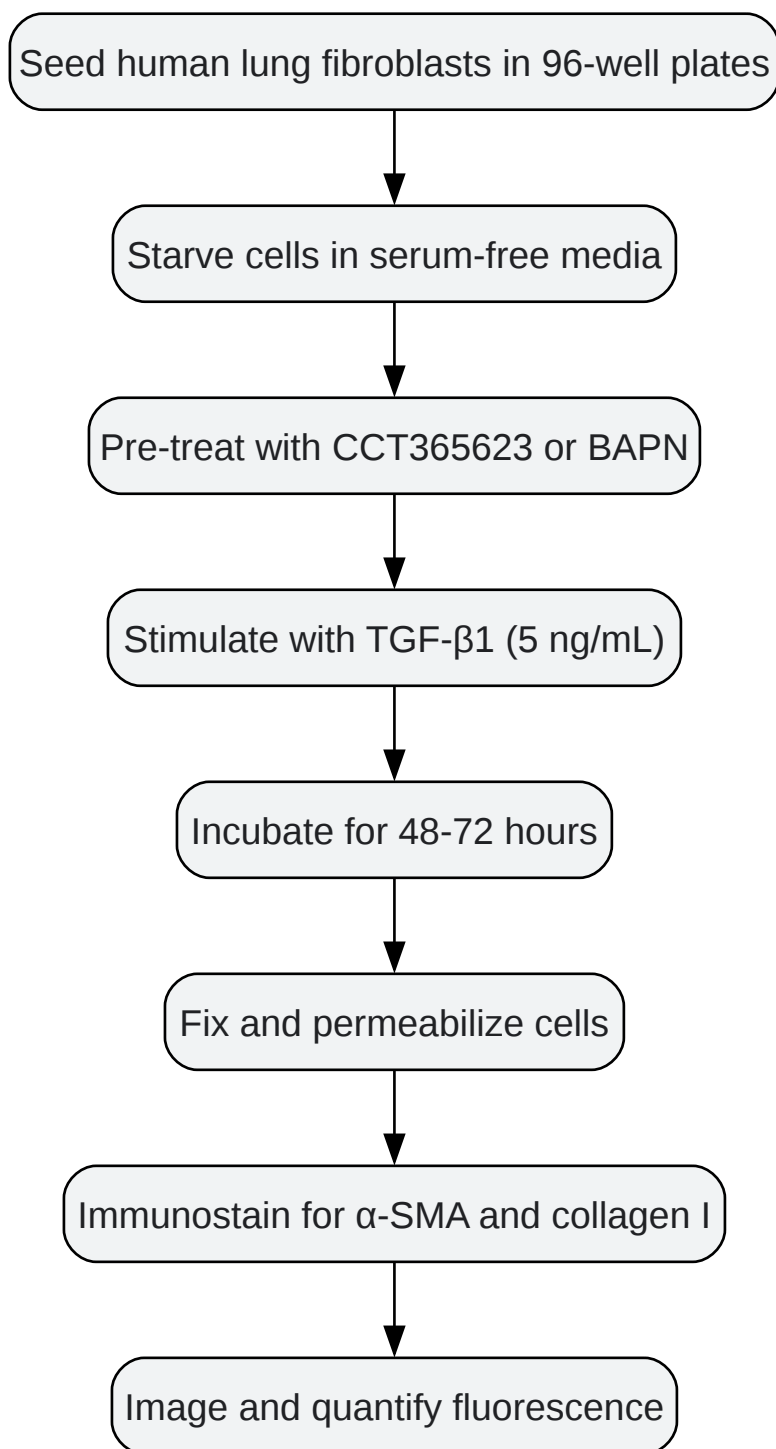 Seed human lung fibroblasts in 96-well plates
Starve cells in serum-free media
Pre-treat with CCT365623 or BAPN
Stimulate with TGF-β1 (5 ng/mL)
Incubate for 48-72 hours
Fix and permeabilize cells
Immunostain for α-SMA and collagen I
Image and quantify fluorescence